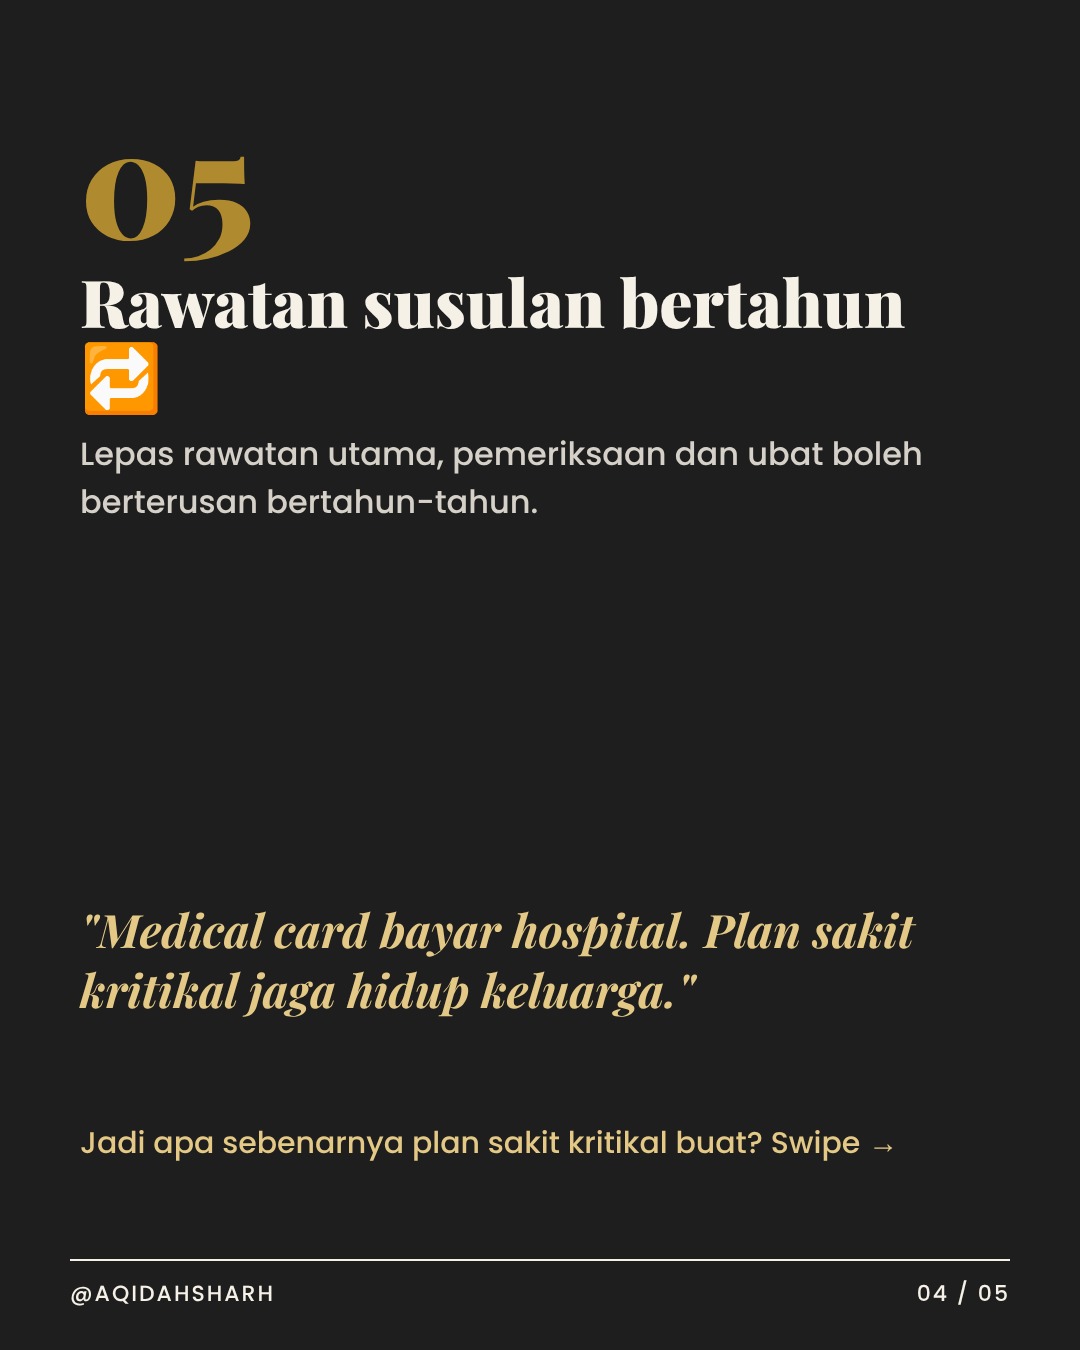 05
Rawatan susulan bertahun
🔁
Lepas rawatan utama, pemeriksaan dan ubat boleh
berterusan bertahun-tahun.
"Medical card bayar hospital. Plan sakit
kritikal jaga hidup keluarga."
Jadi apa sebenarnya plan sakit kritikal buat? Swipe →
@AQIDAHSHARH
04 / 05